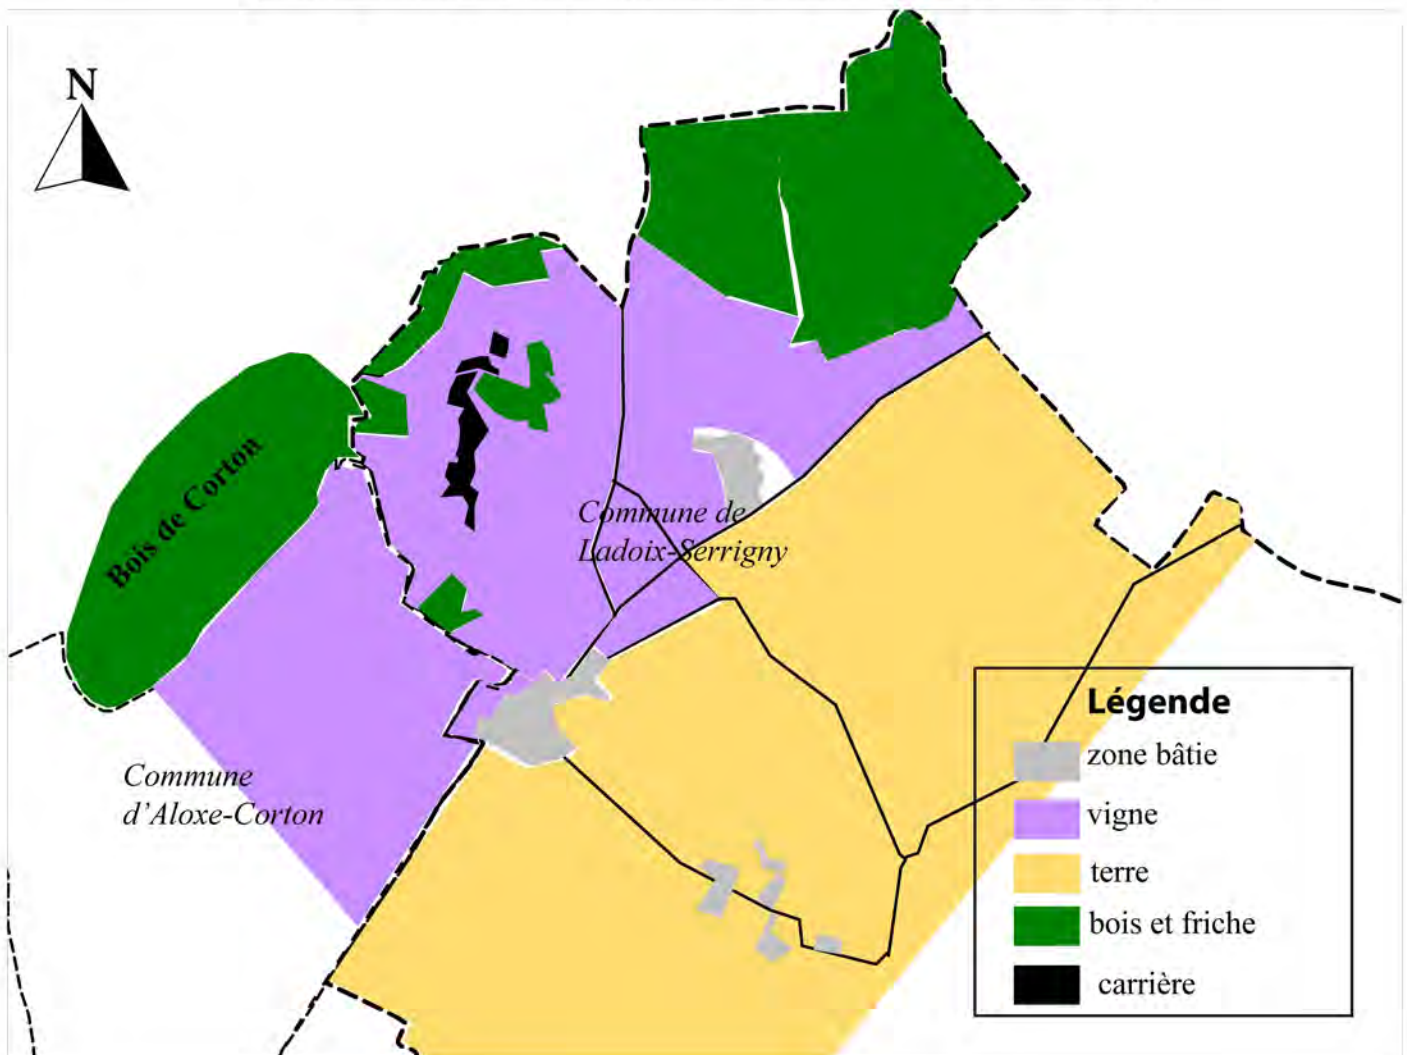 N
Bois de Corton
Commune de
Ladoix-Serrigny
Commune
d'Aloxe-Corton
Légende
zone bâtie
vigne
terre
bois et friche
carrière